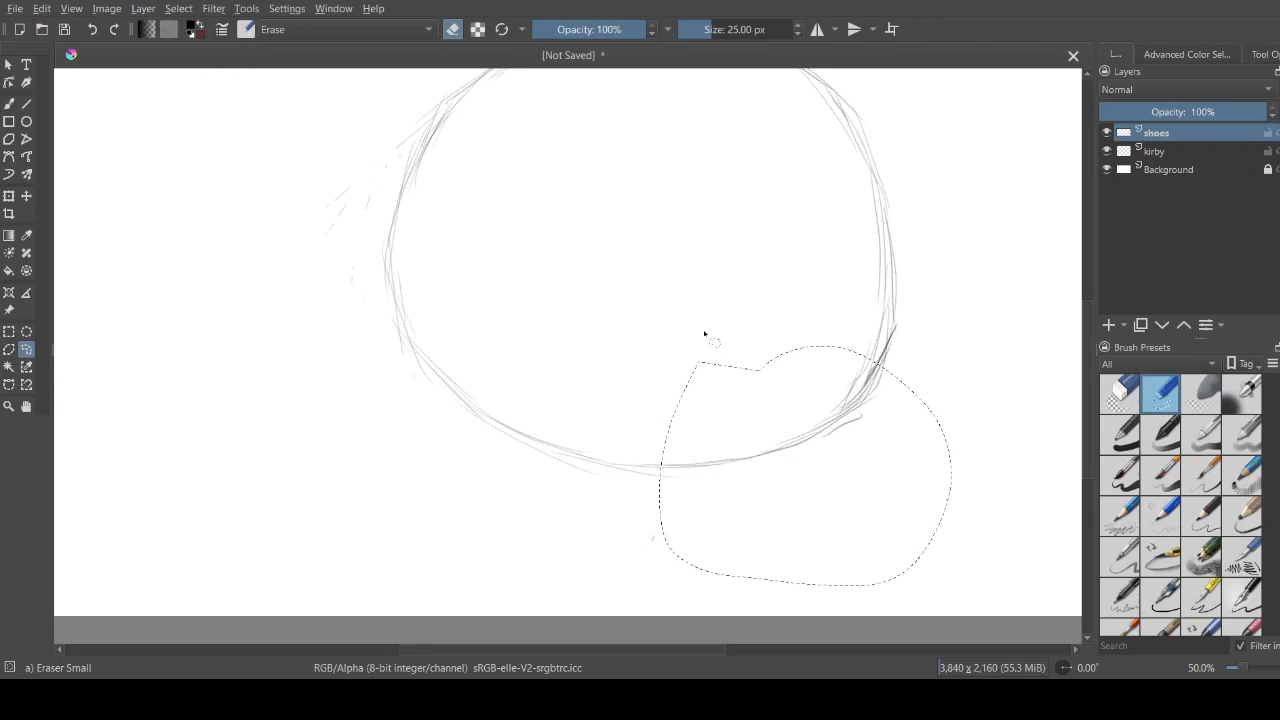 File Edit View Image Layer Select Filter Tools Settings Window Help
Erase Opacity: 100% Size: 25.00 px
[Not Saved] *
Advanced Color Sel... Tool Op
Layers
Normal
Opacity: 100%
shoes
kirby
Background
Brush Presets
All Tag
Search Filter in
a) Eraser Small RGB/Alpha (8-bit integer/channel) sRGB-elle-V2-srgbtrc.icc 3,840 x 2,160 (55.3 MiB) 0.00° 50.0%